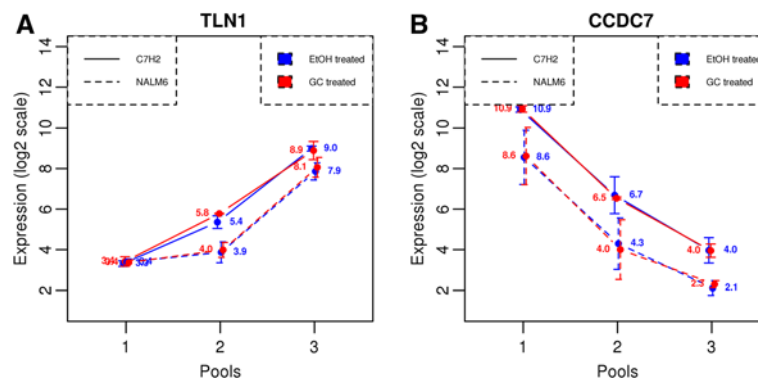 A
TLN1
Expression (log2 scale)
14
12
10
8
6
4
2
C7H2
NALM6
EtOH treated
GC treated
8.9
9.0
8.1
7.9
5.8
5.4
4.0
3.9
3.4
1
2
3
Pools
B
CCDC7
Expression (log2 scale)
14
12
10
8
6
4
2
C7H2
NALM6
EtOH treated
GC treated
10.9
10.9
8.6
8.6
6.5
6.7
4.0
4.3
4.0
4.0
2.3
2.1
1
2
3
Pools